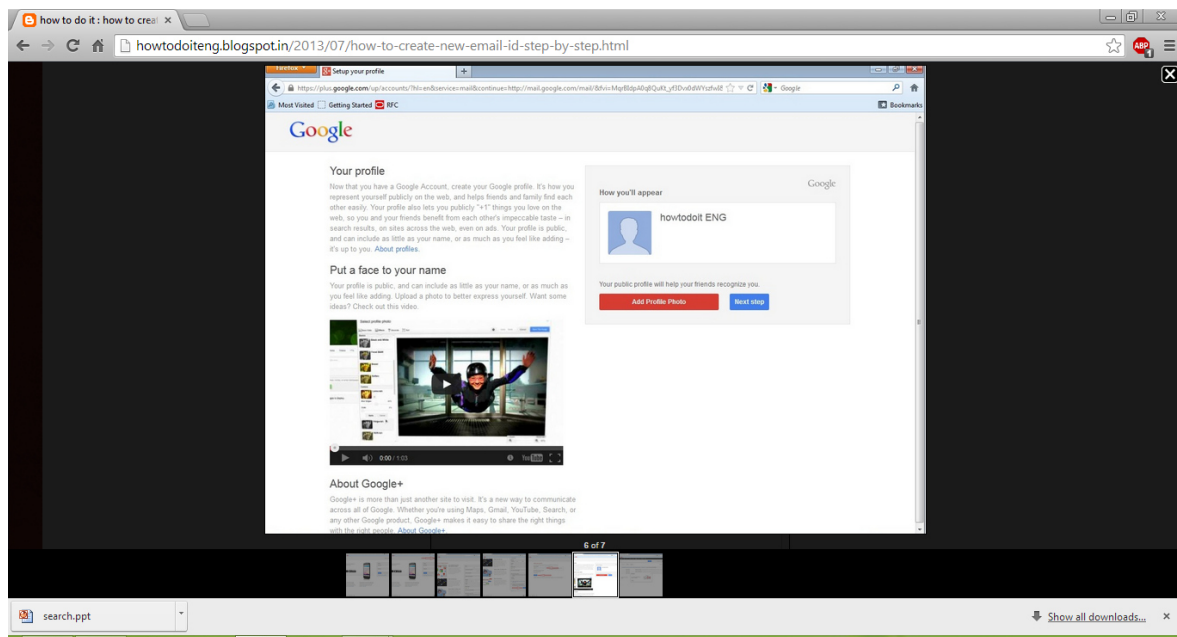 how to do it : how to creat
howtodoiteng.blogspot.in/2013/07/how-to-create-new-email-id-step-by-step.html
ABP
1
Firefox
Setup your profile
Google
Most Visited Getting Started RFC
Bookmarks
Google
Your profile
Now that you have a Google Account, create your Google profile. It's how you
represent yourself publicly on the web, and helps friends and family find each
other easily. Your profile also lets you publicly "+1" things you love on the
web, so you and your friends benefit from each other's impeccable taste – in
search results, on sites across the web, even on ads. Your profile is public,
and can include as little as your name, or as much as you feel like adding –
it's up to you. About profiles.
Put a face to your name
Your profile is public, and can include as little as your name, or as much as
you feel like adding. Upload a photo to better express yourself. Want some
ideas? Check out this video.
0:00 / 1:03
YouTube
About Google+
Google+ is more than just another site to visit. It's a new way to communicate
across all of Google. Whether you're using Maps, Gmail, YouTube, Search, or
any other Google product, Google+ makes it easy to share the right things
with the right people. About Google+.
Google
How you'll appear
howtodoit ENG
Your public profile will help your friends recognize you.
Add Profile Photo
Next step
6 of 7
search.ppt
Show all downloads...